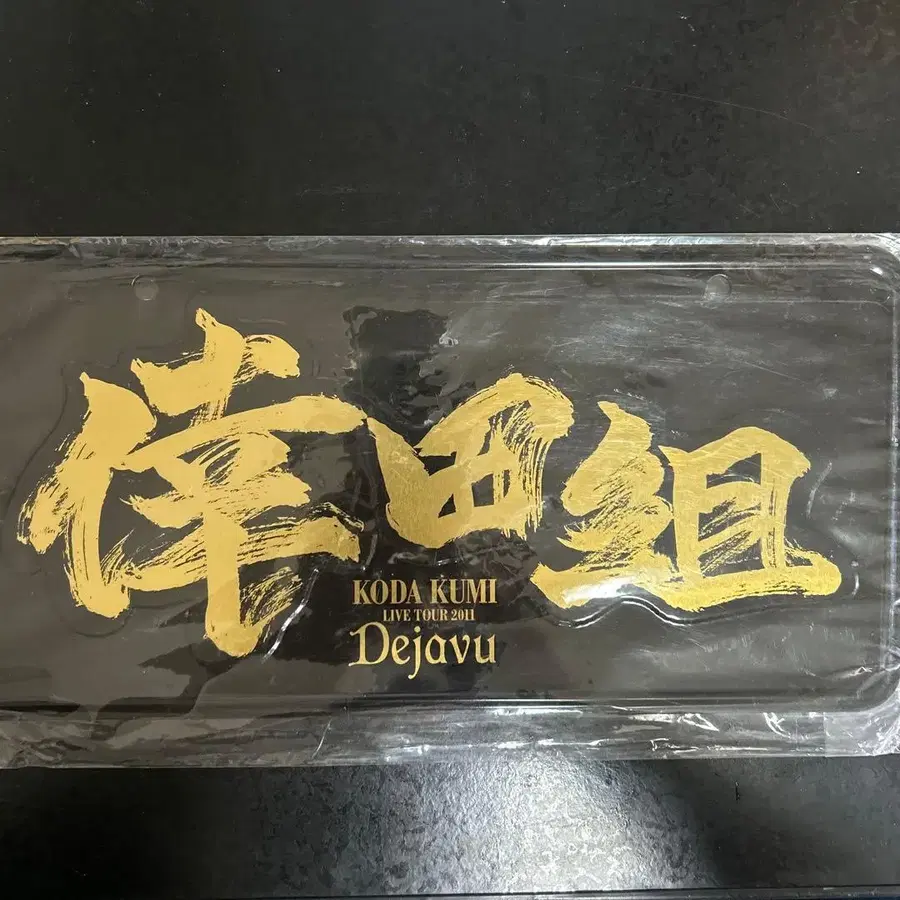 倖田組
KODA KUMI
LIVE TOUR 2011
Dejavu